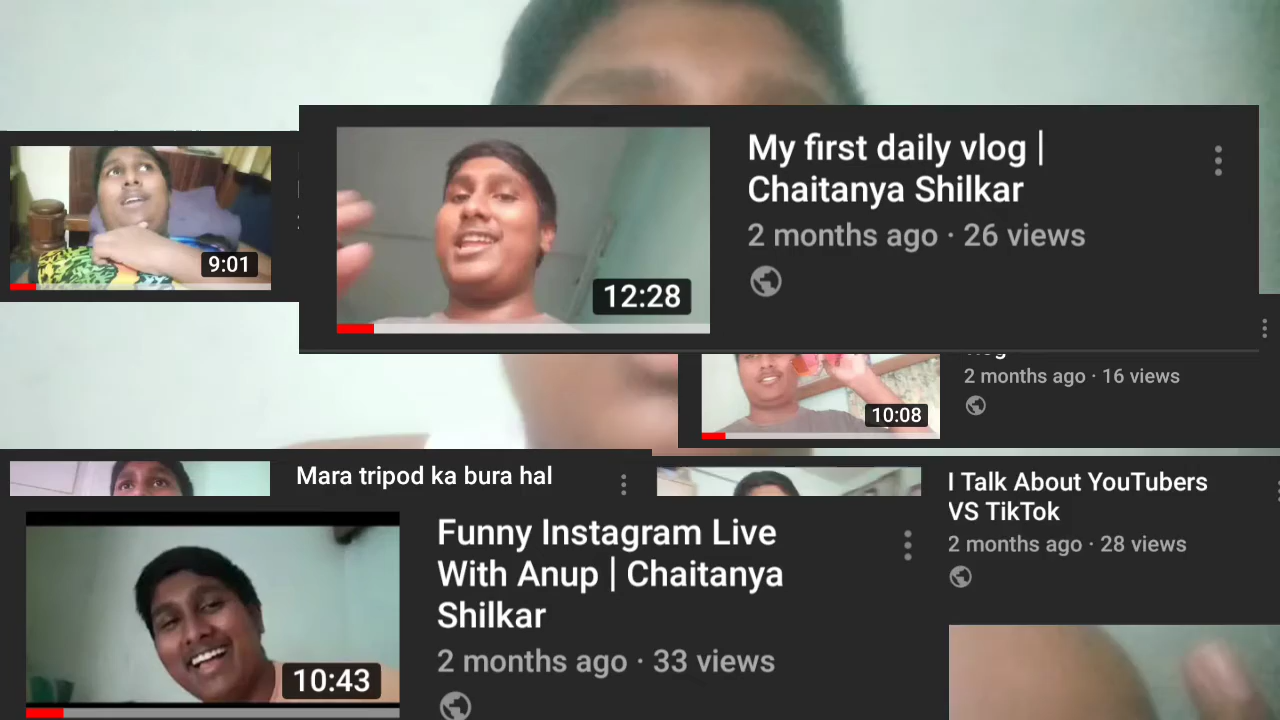 9:01
My first daily vlog |
Chaitanya Shilkar
2 months ago · 26 views
12:28
2 months ago · 16 views
10:08
Mara tripod ka bura hal
I Talk About YouTubers
VS TikTok
2 months ago · 28 views
Funny Instagram Live
With Anup | Chaitanya
Shilkar
2 months ago · 33 views
10:43